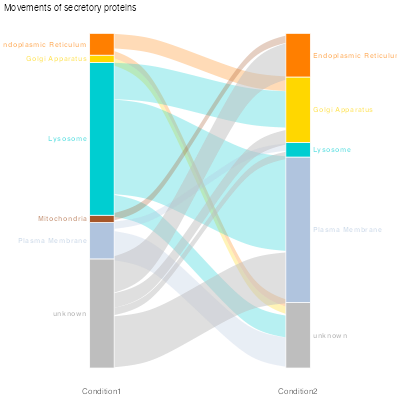 Movements of secretory proteins
ndoplasmic Reticulum
Endoplasmic Reticulu
Golgi Apparatus
Golgi Apparatus
Lysosome
Lysosome
Mitochondria
Plasma Membrane
Plasma Membrane
unknown
unknown
Condition1
Condition2